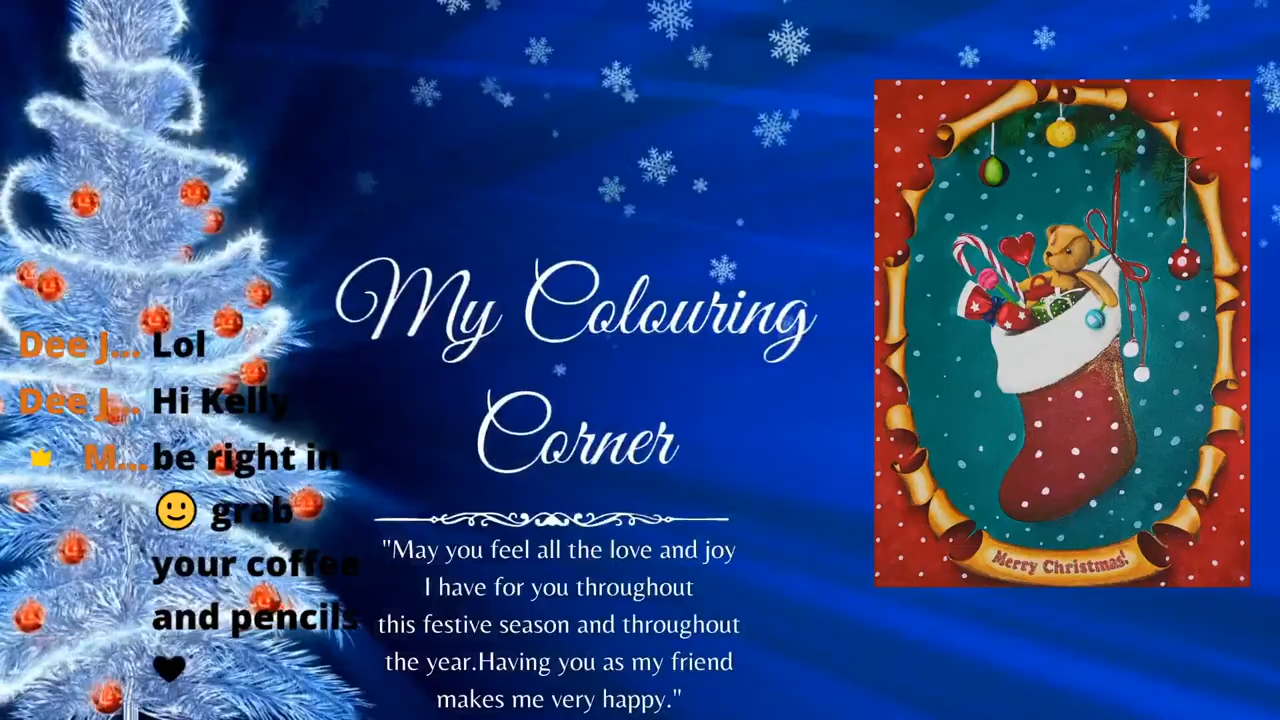 My Colouring
Corner
Dee J... Lol
Dee J... Hi Kelly
M... be right in
🙂 grab
your coffee
and pencils
🖤
"May you feel all the love and joy
I have for you throughout
this festive season and throughout
the year.Having you as my friend
makes me very happy."
Merry Christmas!